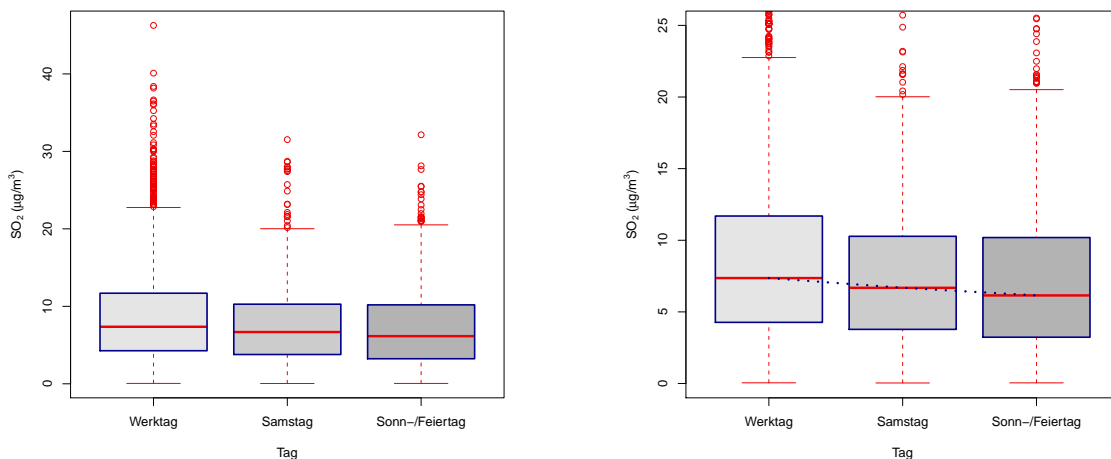 SO₂ (µg/m³)
40
30
20
10
0
Werktag Samstag Sonn−/Feiertag
Tag
SO₂ (µg/m³)
25
20
15
10
5
0
Werktag Samstag Sonn−/Feiertag
Tag